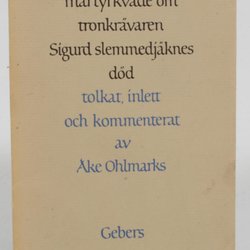 martyrkväde om
tronkrävaren
Sigurd slemmedjäknes
död
tolkat, inlett
och kommenterat
av
Åke Ohlmarks
Gebers